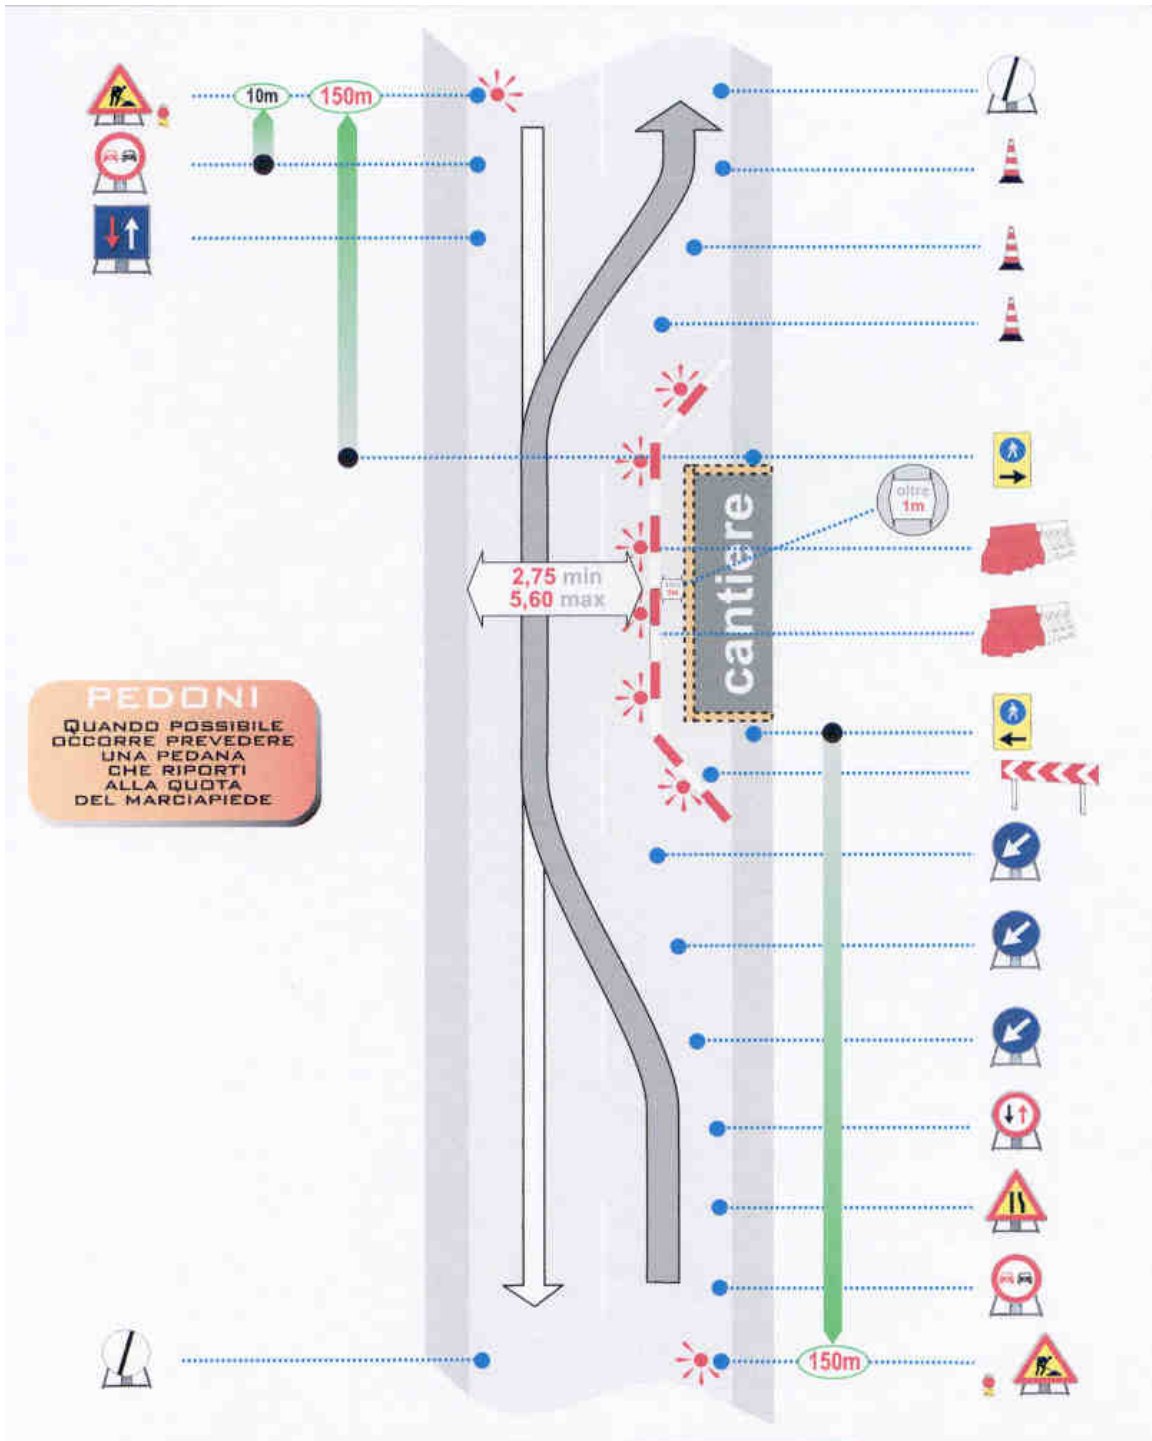 10m
150m
oltre
1m
cantiere
2,75 min
5,60 max
PEDONI
QUANDO POSSIBILE
OCCORRE PREVEDERE
UNA PEDANA
CHE RIPORTI
ALLA QUOTA
DEL MARCIAPIEDE
150m